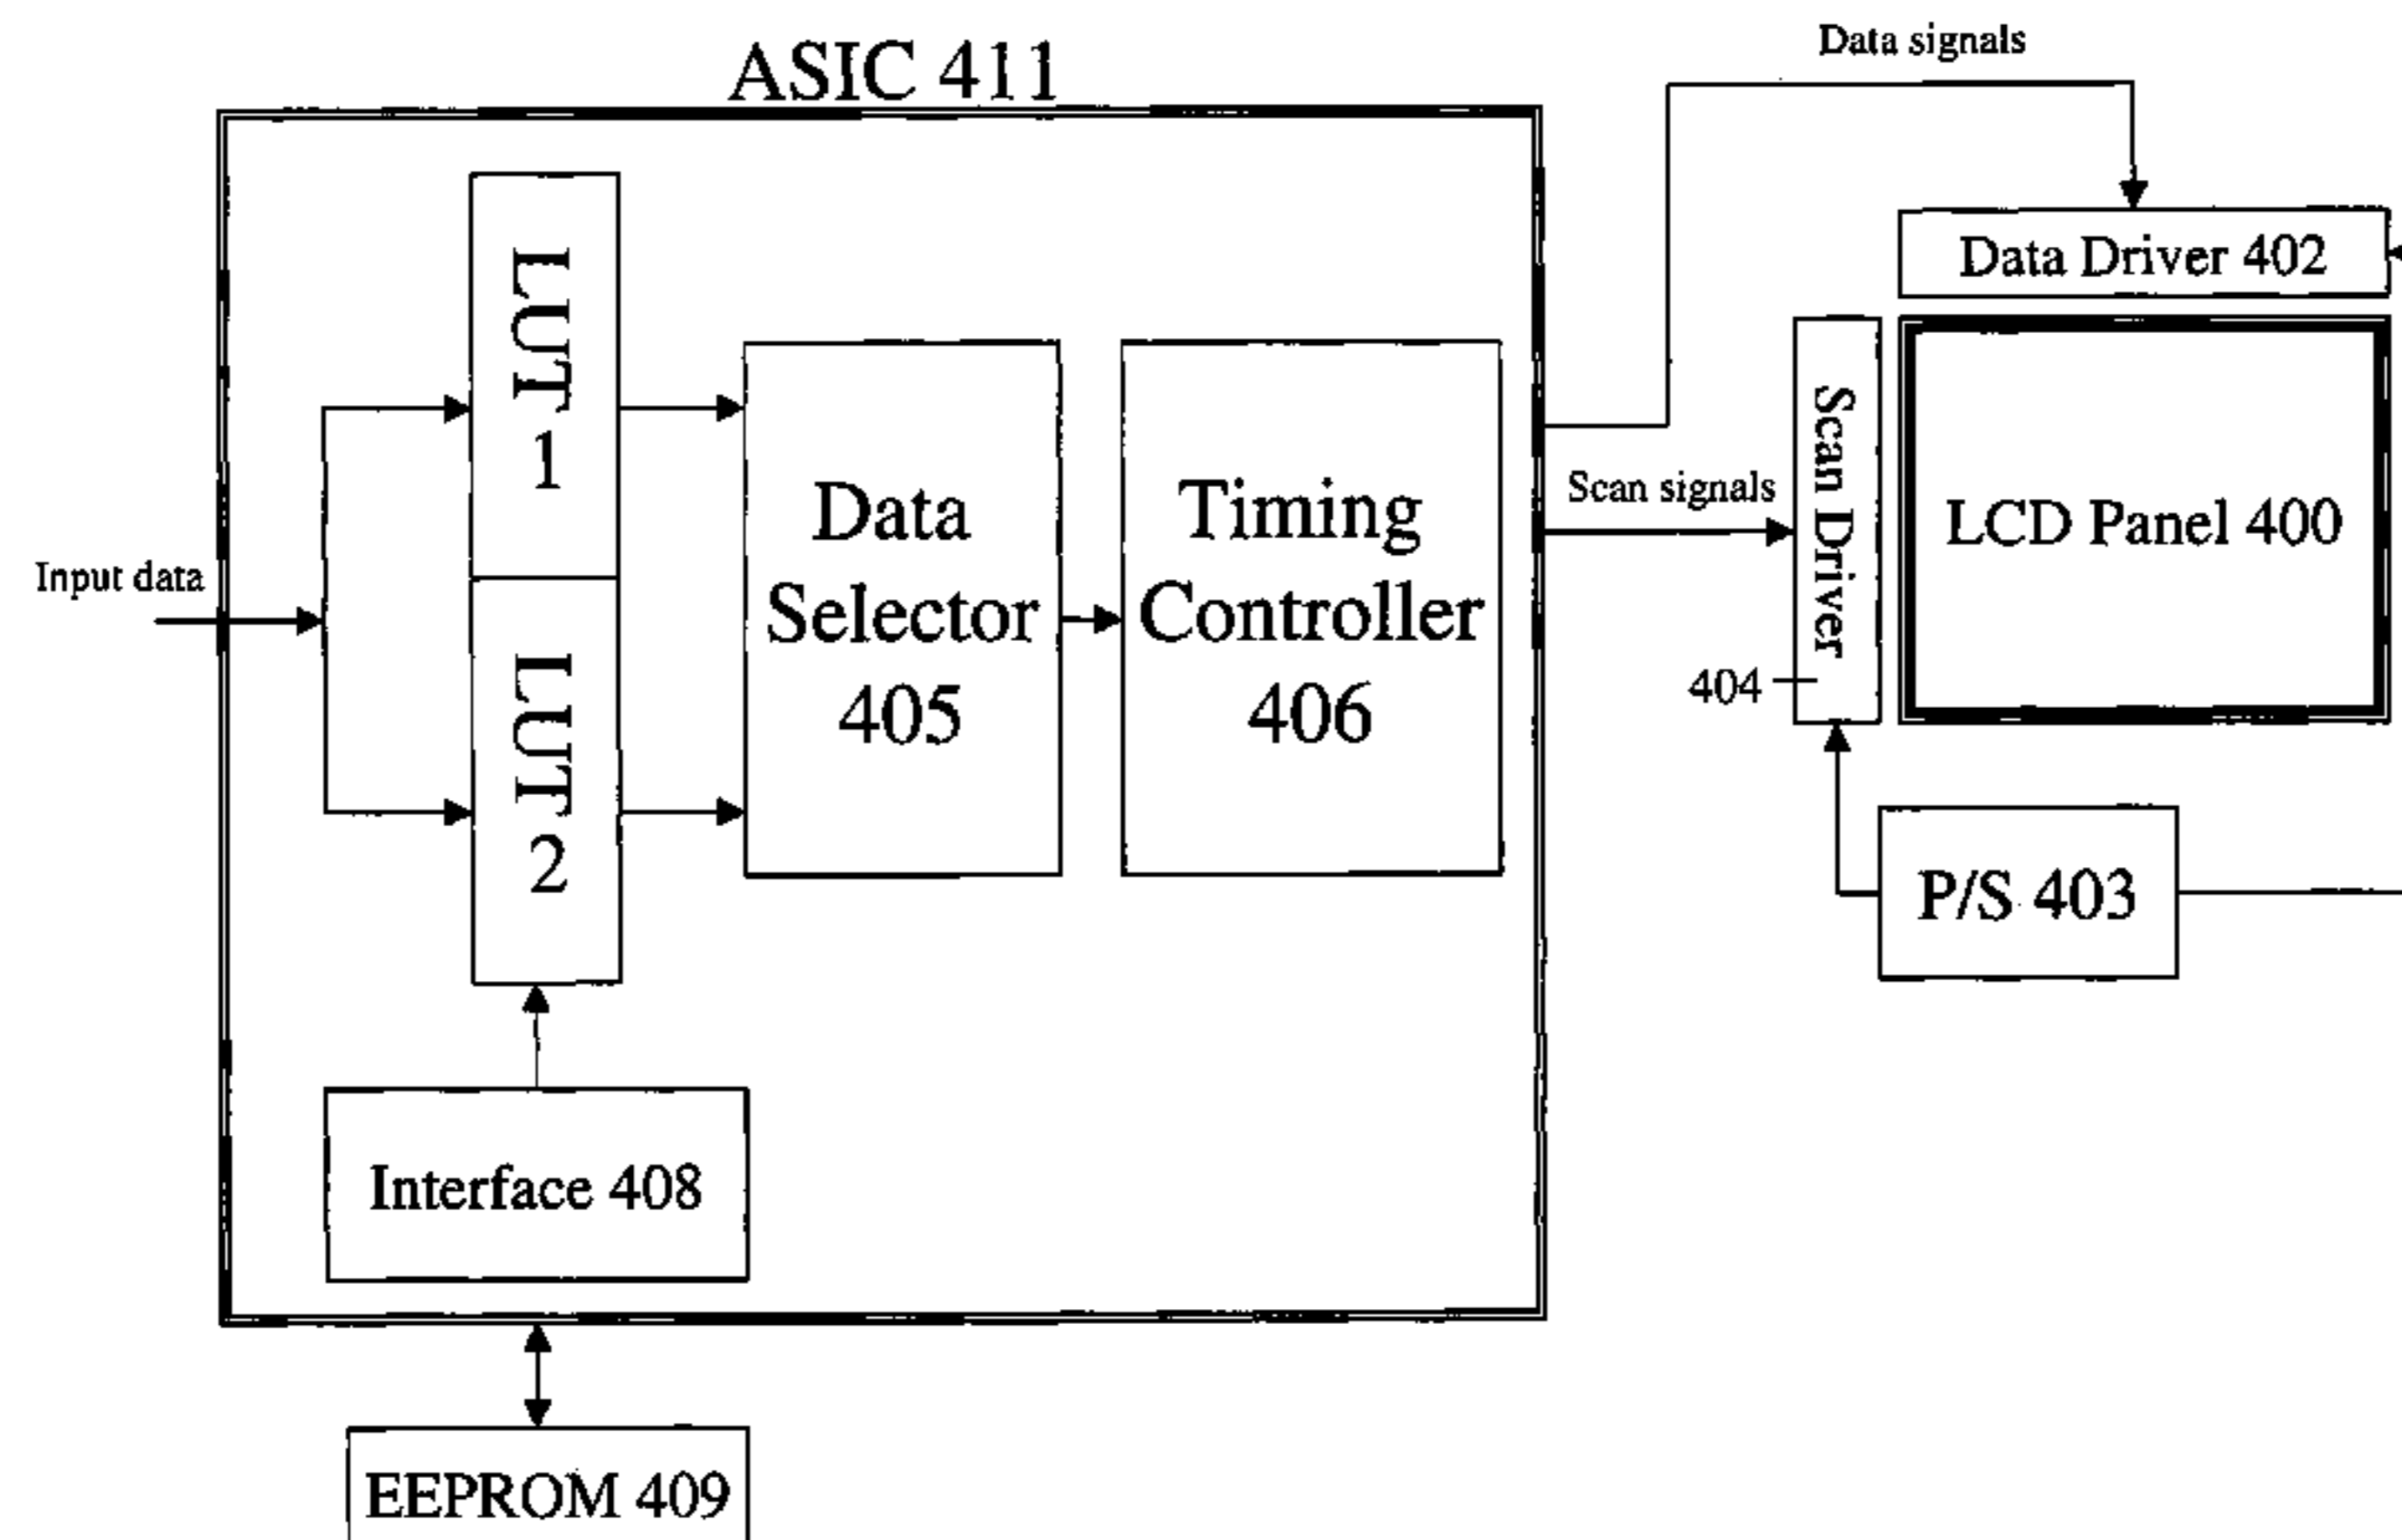 ASIC 411
Data signals
Data Driver 402
LUT
1
LUT
2
Data
Selector
405
Timing
Controller
406
Scan signals
Scan Driver
404
LCD Panel 400
Input data
P/S 403
Interface 408
EEPROM 409